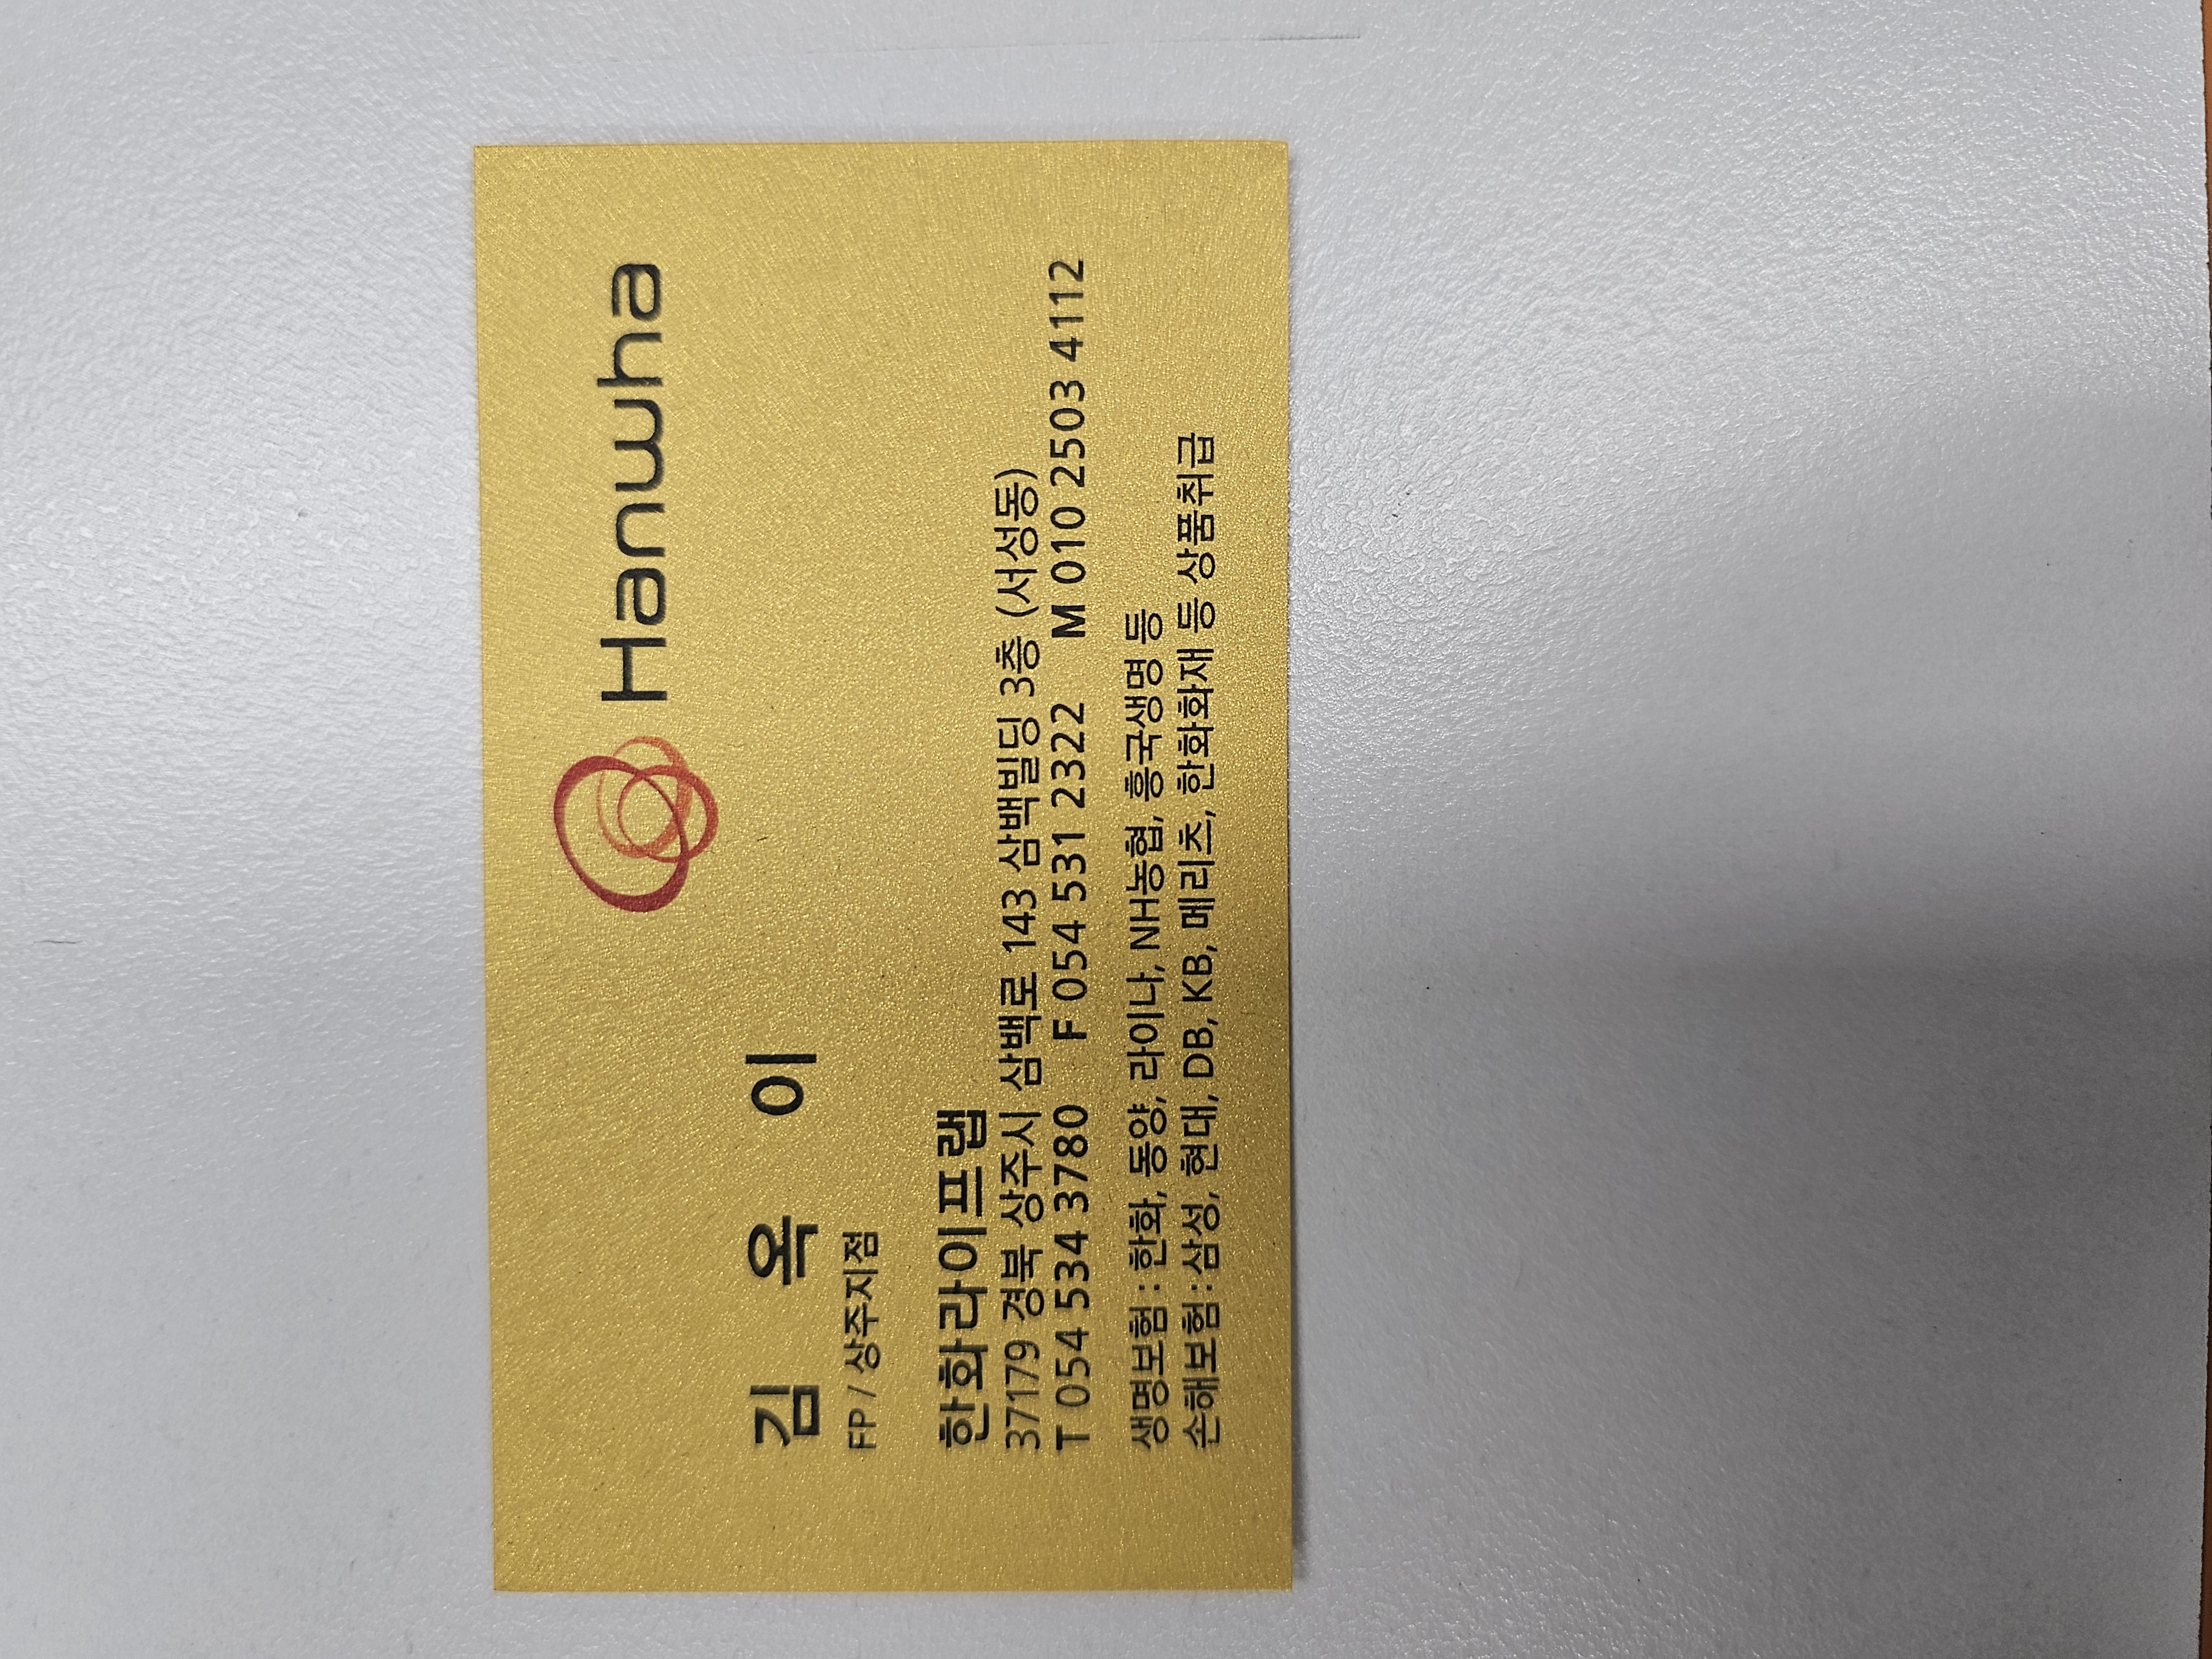 Hanwha
김 옥 이
FP / 상주지점
한화라이프랩
37179 경북 상주시 삼백로 143 삼백빌딩 3층 (서성동)
T 054 534 3780 F 054 531 2322 M 010 2503 4112
생명보험 : 한화, 동양, 라이나, NH농협, 흥국생명 등
손해보험 : 삼성, 현대, DB, KB, 메리츠, 한화화재 등 상품취급